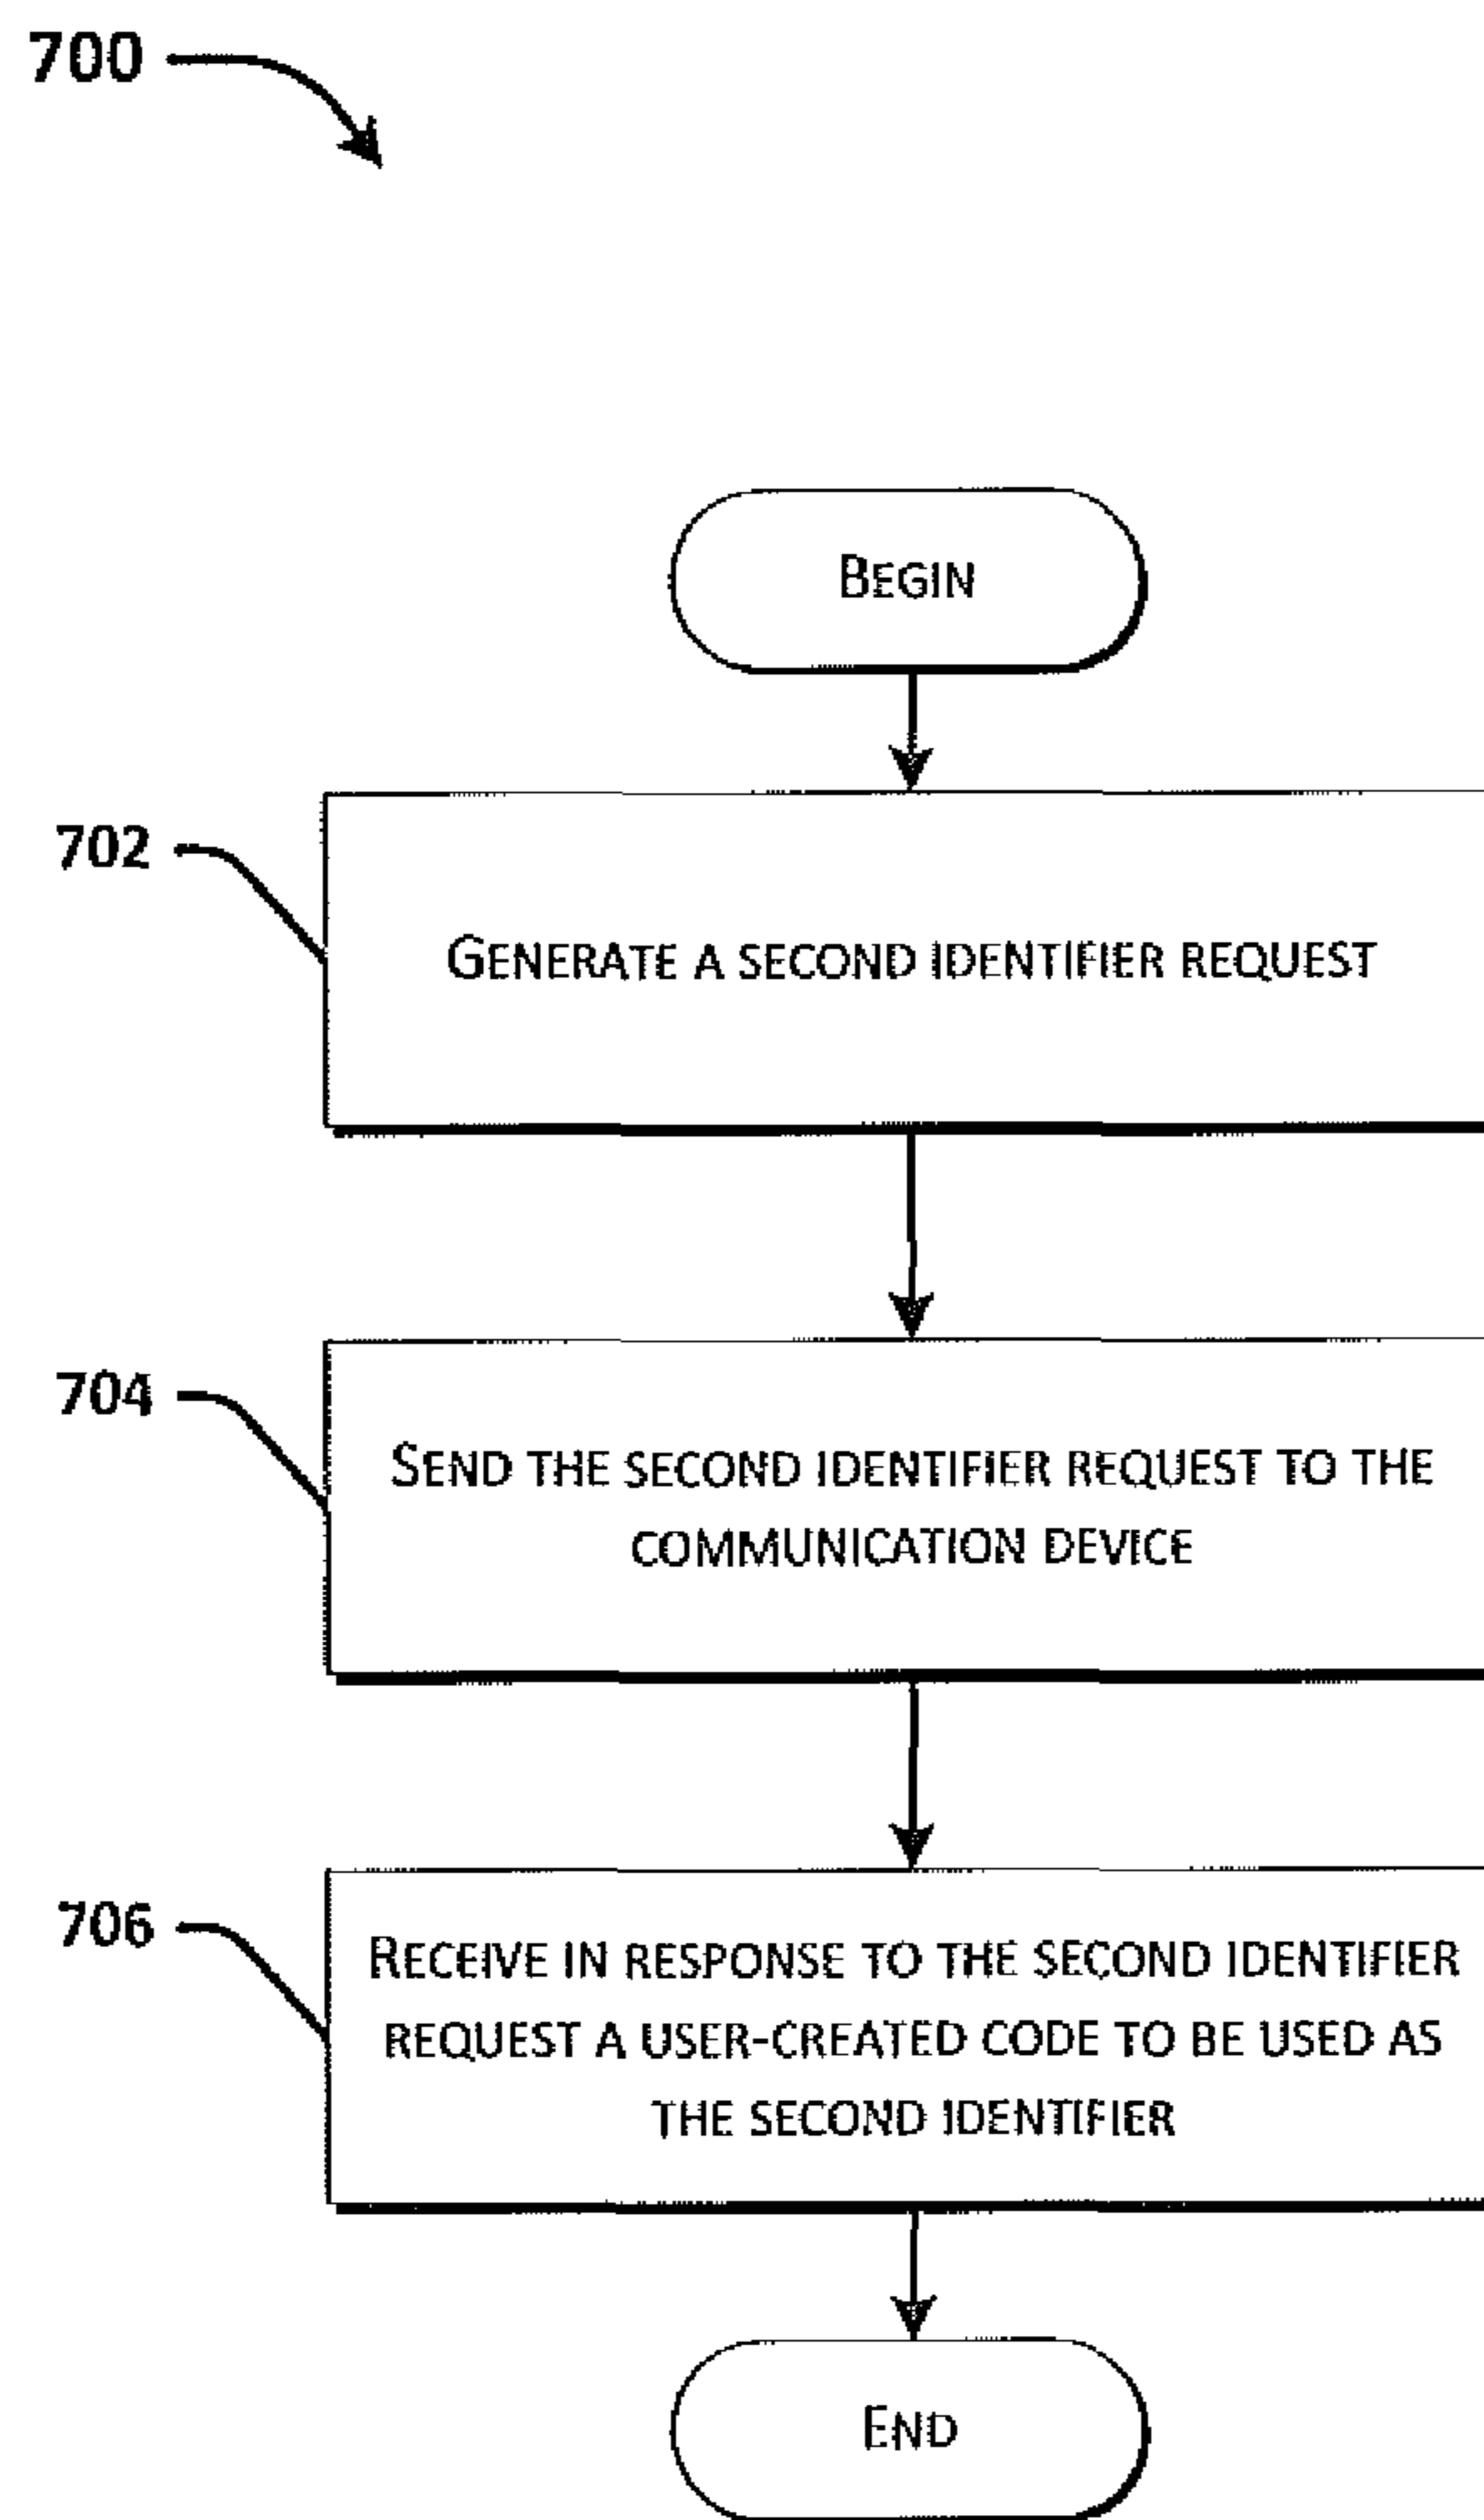 700
BEGIN
702
GENERATE A SECOND IDENTIFIER REQUEST
704
SEND THE SECOND IDENTIFIER REQUEST TO THE
COMMUNICATION DEVICE
706
RECEIVE IN RESPONSE TO THE SECOND IDENTIFIER
REQUEST A USER-CREATED CODE TO BE USED AS
THE SECOND IDENTIFIER
END